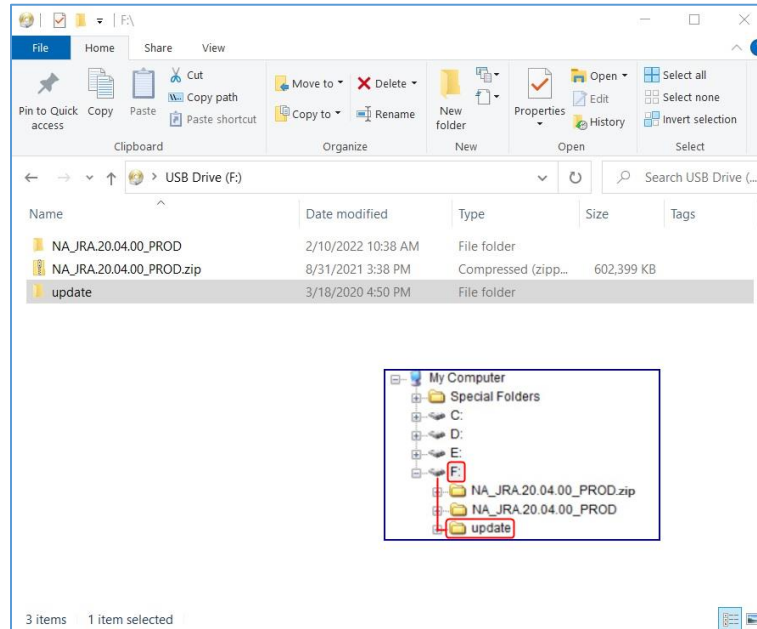 F:\
File Home Share View
Pin to Quick access
Copy
Paste
Cut
Copy path
Paste shortcut
Move to
Copy to
Delete
Rename
New folder
Properties
Open
Edit
History
Select all
Select none
Invert selection
Clipboard Organize New Open Select
USB Drive (F:) Search USB Drive (...
Name Date modified Type Size Tags
NA_JRA.20.04.00_PROD 2/10/2022 10:38 AM File folder
NA_JRA.20.04.00_PROD.zip 8/31/2021 3:38 PM Compressed (zipp... 602,399 KB
update 3/18/2020 4:50 PM File folder
My Computer
Special Folders
C:
D:
E:
F:
NA_JRA.20.04.00_PROD.zip
NA_JRA.20.04.00_PROD
update
3 items 1 item selected